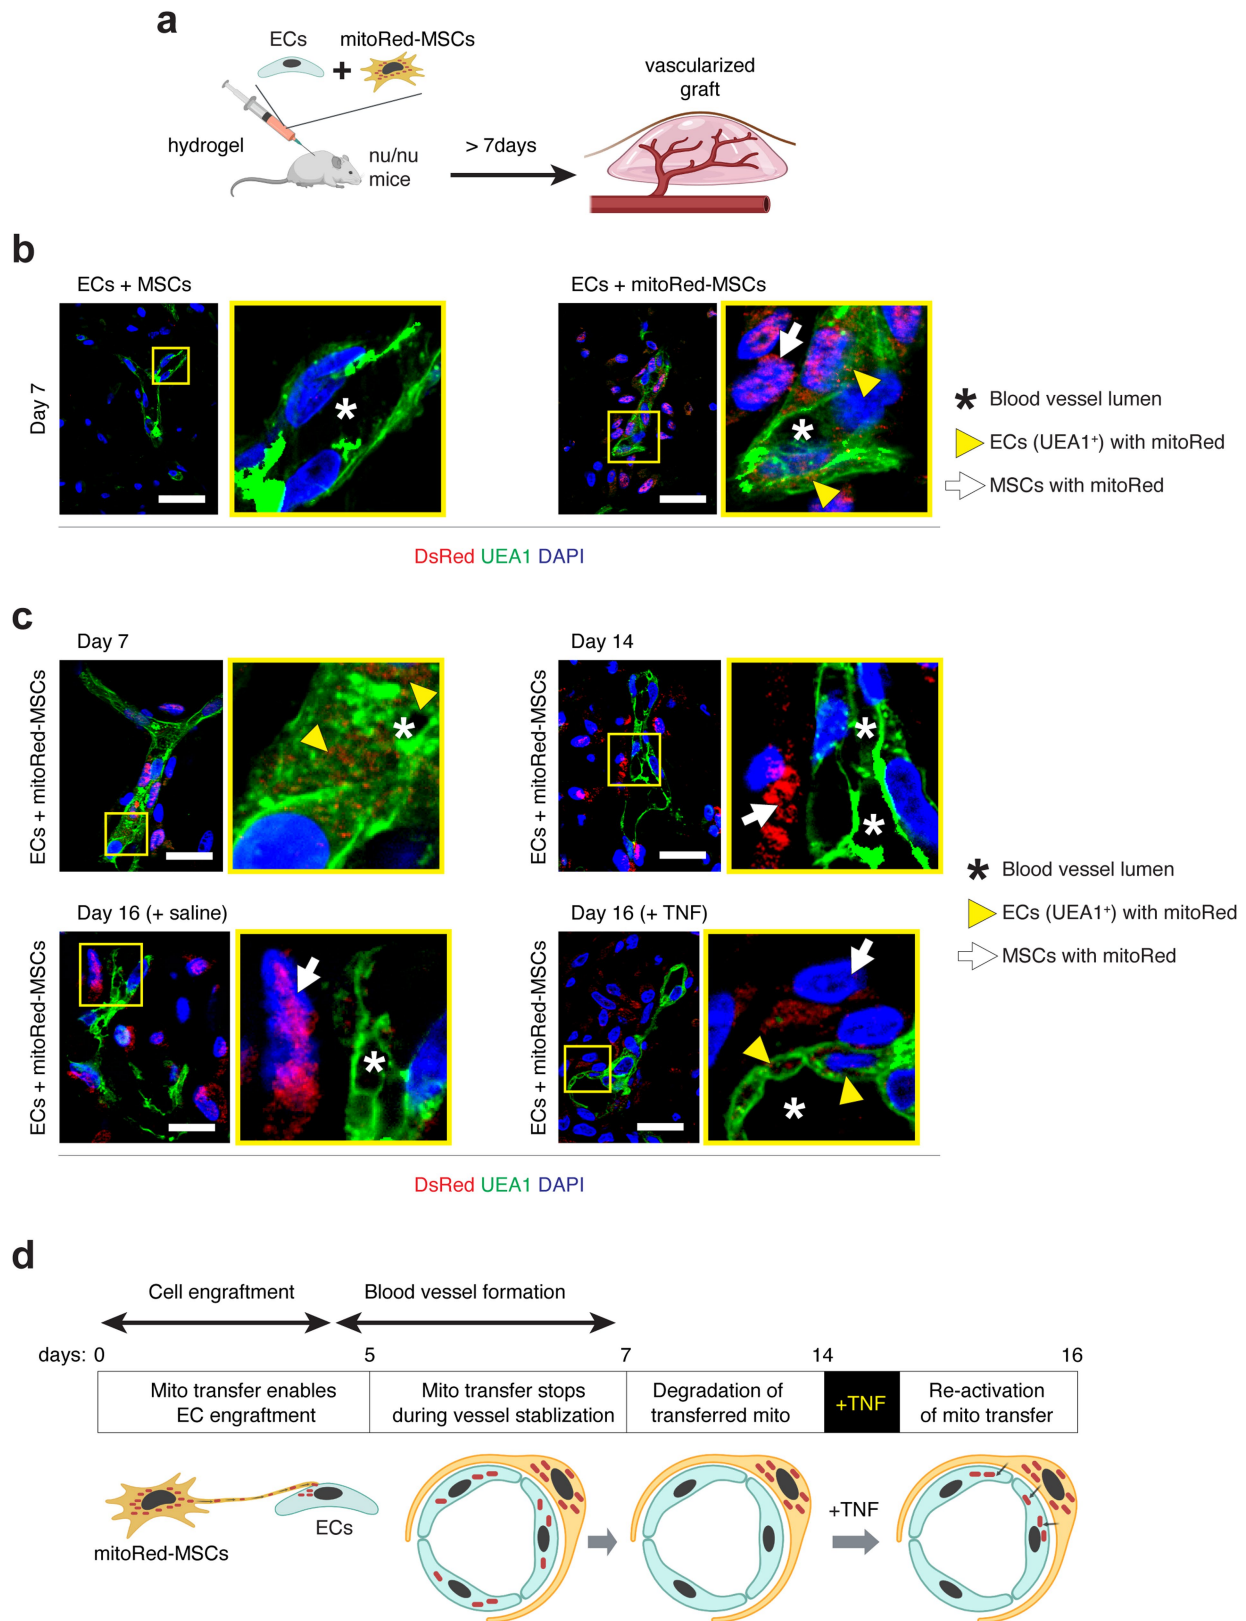 a
ECs
mitoRed-MSCs
+
hydrogel
nu/nu
mice
> 7days
vascularized
graft
b
ECs + MSCs
ECs + mitoRed-MSCs
Day 7
* Blood vessel lumen
ECs (UEA1⁺) with mitoRed
MSCs with mitoRed
DsRed UEA1 DAPI
c
Day 7
Day 14
ECs + mitoRed-MSCs
ECs + mitoRed-MSCs
Day 16 (+ saline)
Day 16 (+ TNF)
ECs + mitoRed-MSCs
ECs + mitoRed-MSCs
* Blood vessel lumen
ECs (UEA1⁺) with mitoRed
MSCs with mitoRed
DsRed UEA1 DAPI
d
Cell engraftment
Blood vessel formation
days: 0 5 7 14 16
Mito transfer enables
EC engraftment
Mito transfer stops
during vessel stablization
Degradation of
transferred mito
+TNF
Re-activation
of mito transfer
mitoRed-MSCs
ECs
+TNF